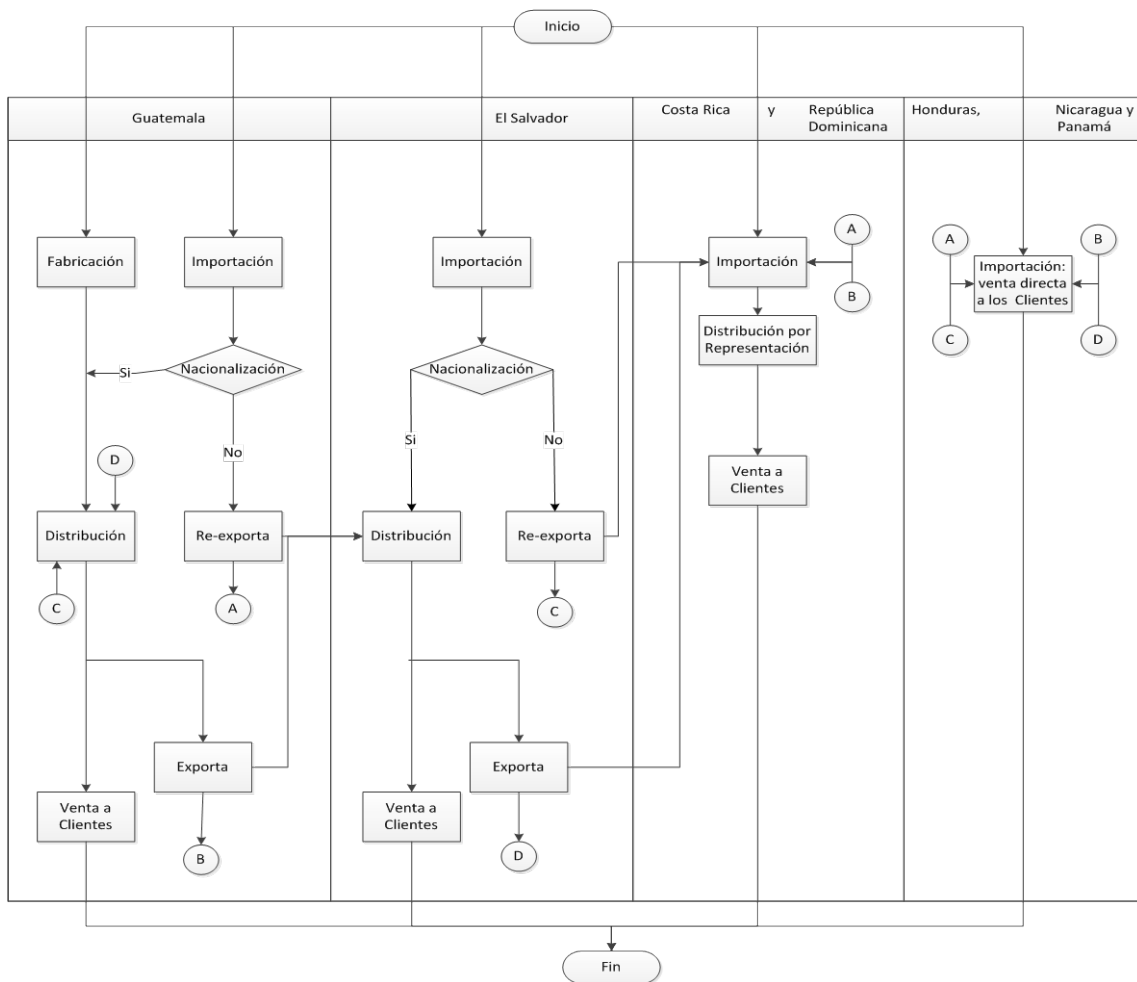 Inicio
Guatemala
El Salvador
Costa Rica y República
Dominicana
Honduras, Nicaragua y
Panamá
Fabricación
Importación
Importación
Importación
A
B
A
C
Importación:
venta directa
a los Clientes
B
D
Nacionalización
Si
No
Nacionalización
Si
No
Distribución por
Representación
Venta a
Clientes
D
Distribución
C
Re-exporta
A
Distribución
Re-exporta
C
Exporta
B
Venta a
Clientes
Exporta
D
Venta a
Clientes
Fin